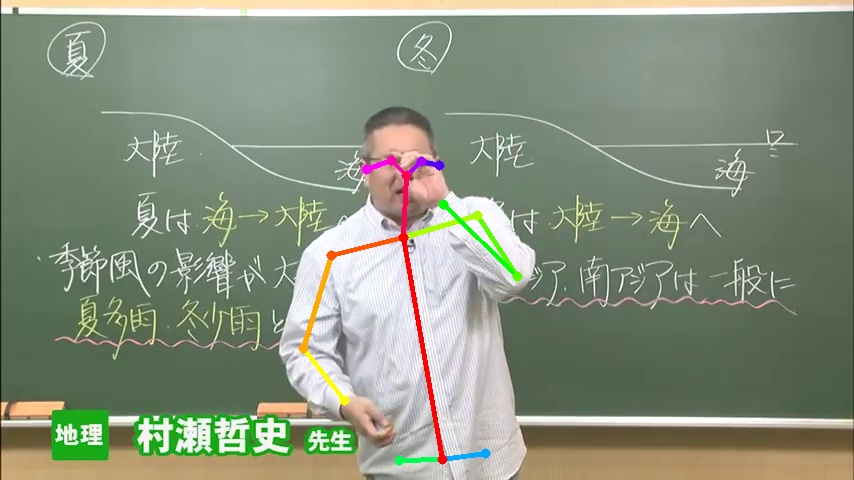 夏
冬
大陸
海
大陸
海
夏は 海→大陸へ
は 大陸→海へ
季節風の影響が大
ジア、南アジアは一般に
夏多雨、冬少雨と
地理
村瀬哲史 先生